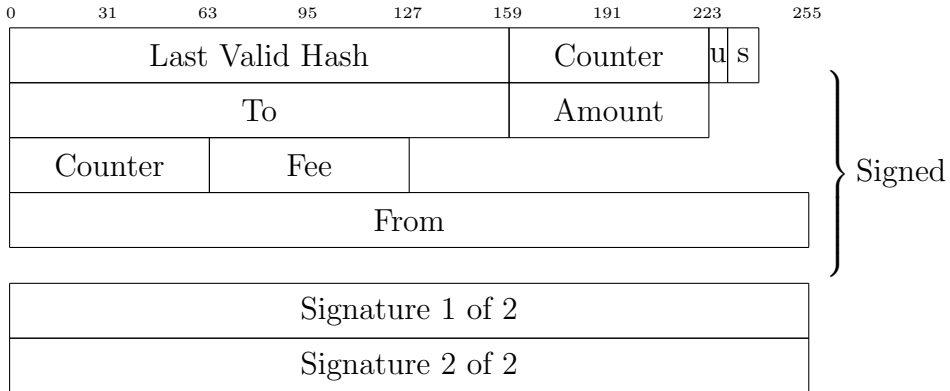 0 31 63 95 127 159 191 223 255
Last Valid Hash Counter u s
To Amount
Counter Fee
Signed
From
Signature 1 of 2
Signature 2 of 2